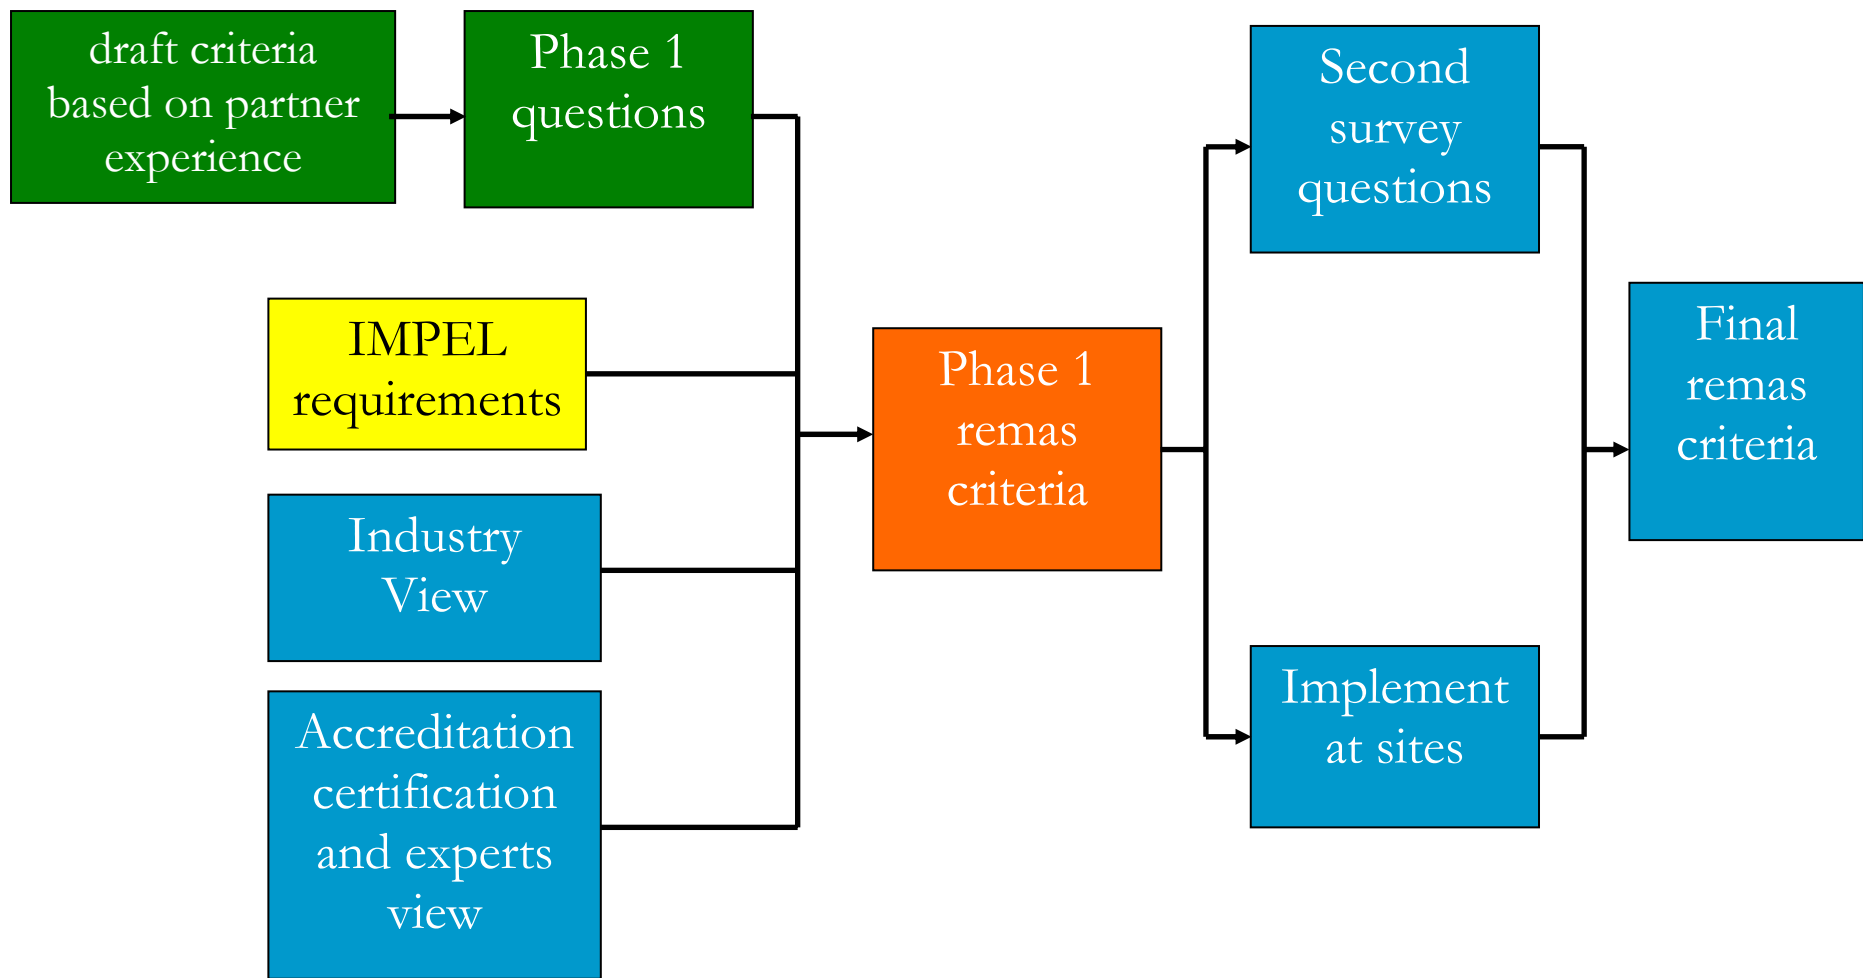 draft criteria
based on partner
experience
Phase 1
questions
IMPEL
requirements
Industry
View
Accreditation
certification
and experts
view
Phase 1
remas
criteria
Second
survey
questions
Implement
at sites
Final
remas
criteria